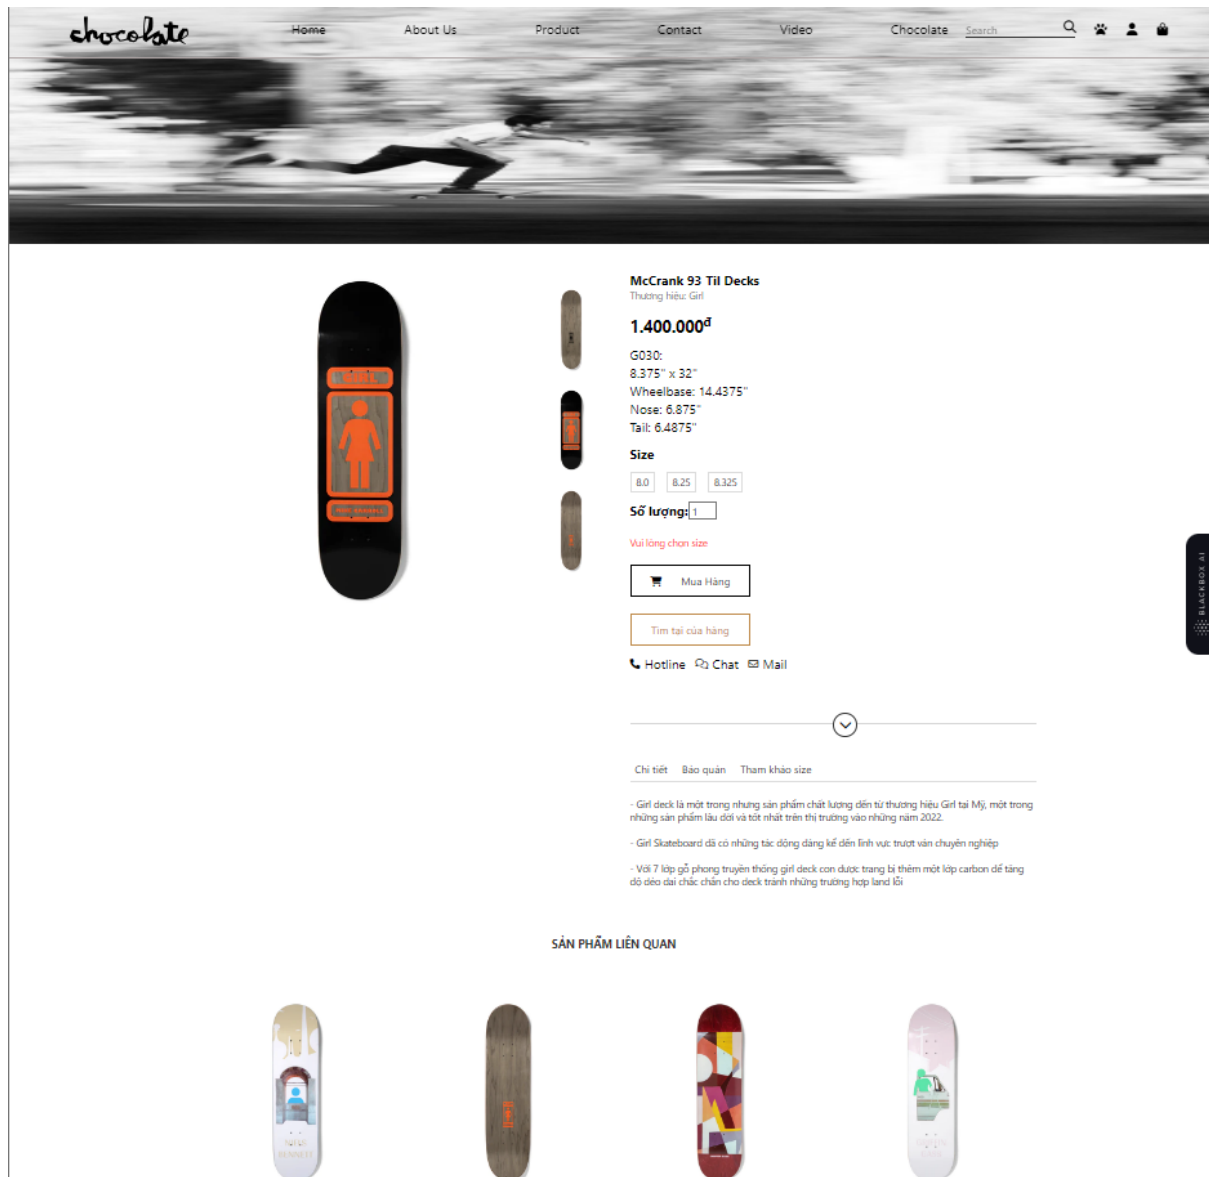 chocolate
Home About Us Product Contact Video Chocolate Search
McCrank 93 Til Decks
Thương hiệu: Girl
1.400.000đ
G030:
8.375" x 32"
Wheelbase: 14.4375"
Nose: 6.875"
Tail: 6.4875"
Size
8.0 8.25 8.325
Số lượng: 1
Vui lòng chọn size
Mua Hàng
Tìm tại cửa hàng
Hotline Chat Mail
BLACKBOX AI
Chi tiết Bảo quản Tham khảo size
- Girl deck là một trong nhưng sản phẩm chất lượng đến từ thương hiệu Girl tại Mỹ, một trong
những sản phẩm lâu đời và tốt nhất trên thị trường vào những năm 2022.
- Girl Skateboard đã có những tác động đáng kể đến lĩnh vực trượt ván chuyên nghiệp
- Với 7 lớp gỗ phong truyền thống girl deck con được trang bị thêm một lớp carbon để tăng
độ dẻo dai chắc chắn cho deck tránh những trường hợp land lỗi
SẢN PHẨM LIÊN QUAN